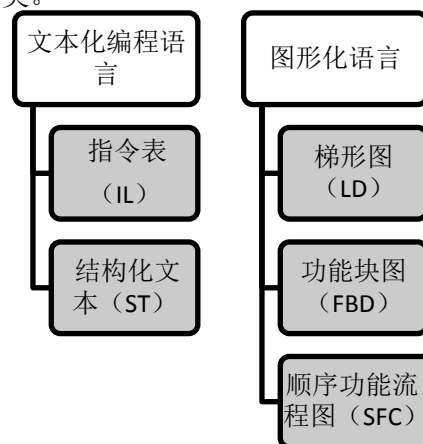 文本化编程语
言
指令表
（IL）
结构化文
本（ST）
图形化语言
梯形图
（LD）
功能块图
（FBD）
顺序功能流
程图（SFC）